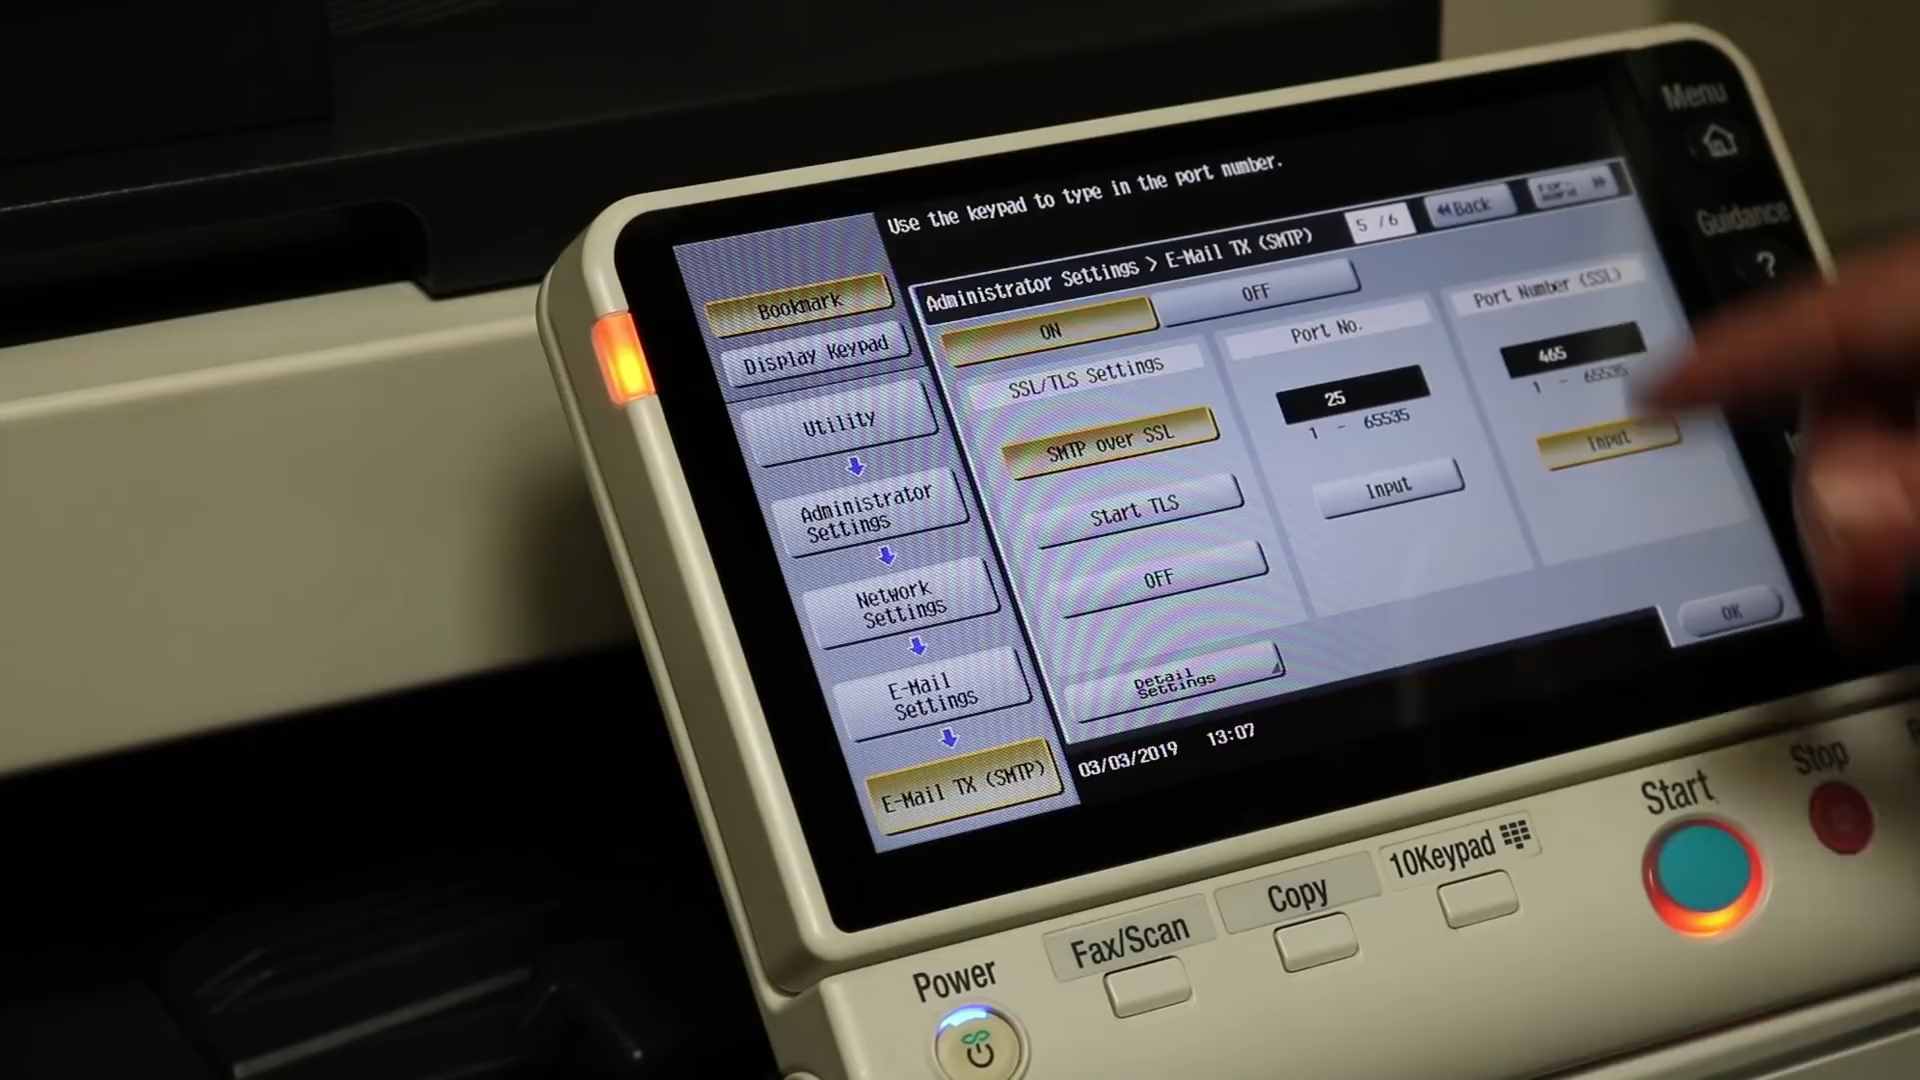 Menu
Use the keypad to type in the port number.
Guidance
?
Administrator Settings > E-Mail TX (SMTP)
5 /6
Back
Bookmark
Display Keypad
Utility
Administrator
Settings
Network
Settings
E-Mail
Settings
E-Mail TX (SMTP)
ON
OFF
SSL/TLS Settings
SMTP over SSL
Start TLS
OFF
Detail
Settings
Port No.
25
1 - 65535
Input
Port Number (SSL)
465
1 - 65535
Input
OK
03/03/2019 13:07
Power
Fax/Scan
Copy
10Keypad
Start
Stop